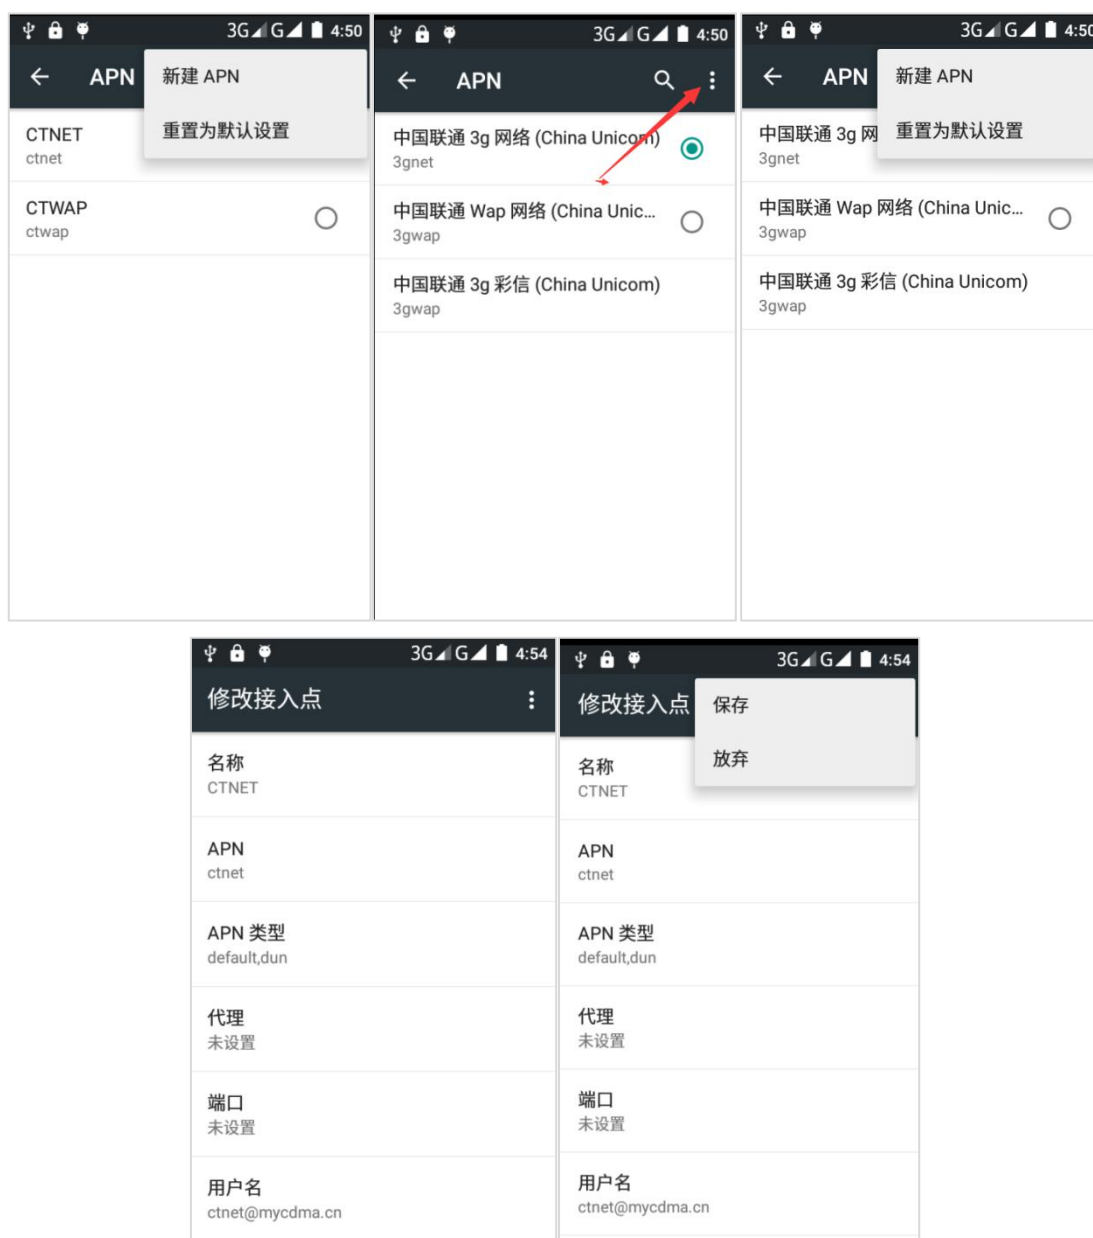 3G G 4:50
APN
新建 APN
重置为默认设置
CTNET
ctnet
CTWAP
ctwap
3G G 4:50
APN
中国联通 3g 网络 (China Unicom)
3gnet
中国联通 Wap 网络 (China Unic...
3gwap
中国联通 3g 彩信 (China Unicom)
3gwap
3G G 4:50
APN
新建 APN
重置为默认设置
中国联通 3g 网
3gnet
中国联通 Wap 网络 (China Unic...
3gwap
中国联通 3g 彩信 (China Unicom)
3gwap
3G G 4:54
修改接入点
名称
CTNET
APN
ctnet
APN 类型
default,dun
代理
未设置
端口
未设置
用户名
ctnet@mycdma.cn
3G G 4:54
修改接入点
保存
放弃
名称
CTNET
APN
ctnet
APN 类型
default,dun
代理
未设置
端口
未设置
用户名
ctnet@mycdma.cn